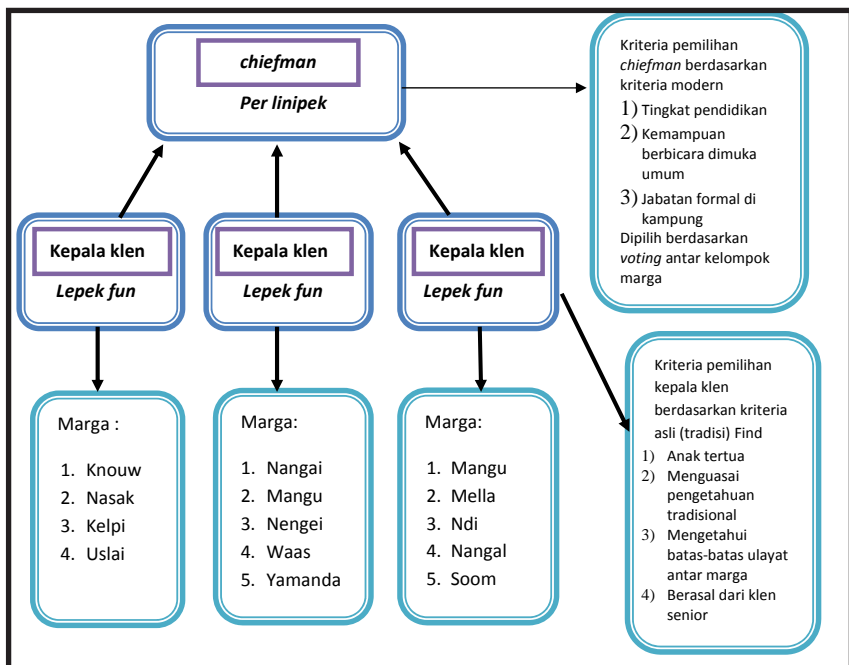 chiefman
Per linipek
Kriteria pemilihan
chiefman berdasarkan
kriteria modern
1) Tingkat pendidikan
2) Kemampuan
berbicara dimuka
umum
3) Jabatan formal di
kampung
Dipilih berdasarkan
voting antar kelompok
marga
Kepala klen
Lepek fun
Kepala klen
Lepek fun
Kepala klen
Lepek fun
Marga :
1. Knouw
2. Nasak
3. Kelpi
4. Uslai
Marga:
1. Nangai
2. Mangu
3. Nengei
4. Waas
5. Yamanda
Marga:
1. Mangu
2. Mella
3. Ndi
4. Nangal
5. Soom
Kriteria pemilihan
kepala klen
berdasarkan kriteria
asli (tradisi) Find
1) Anak tertua
2) Menguasai
pengetahuan
tradisional
3) Mengetahui
batas-batas ulayat
antar marga
4) Berasal dari klen
senior